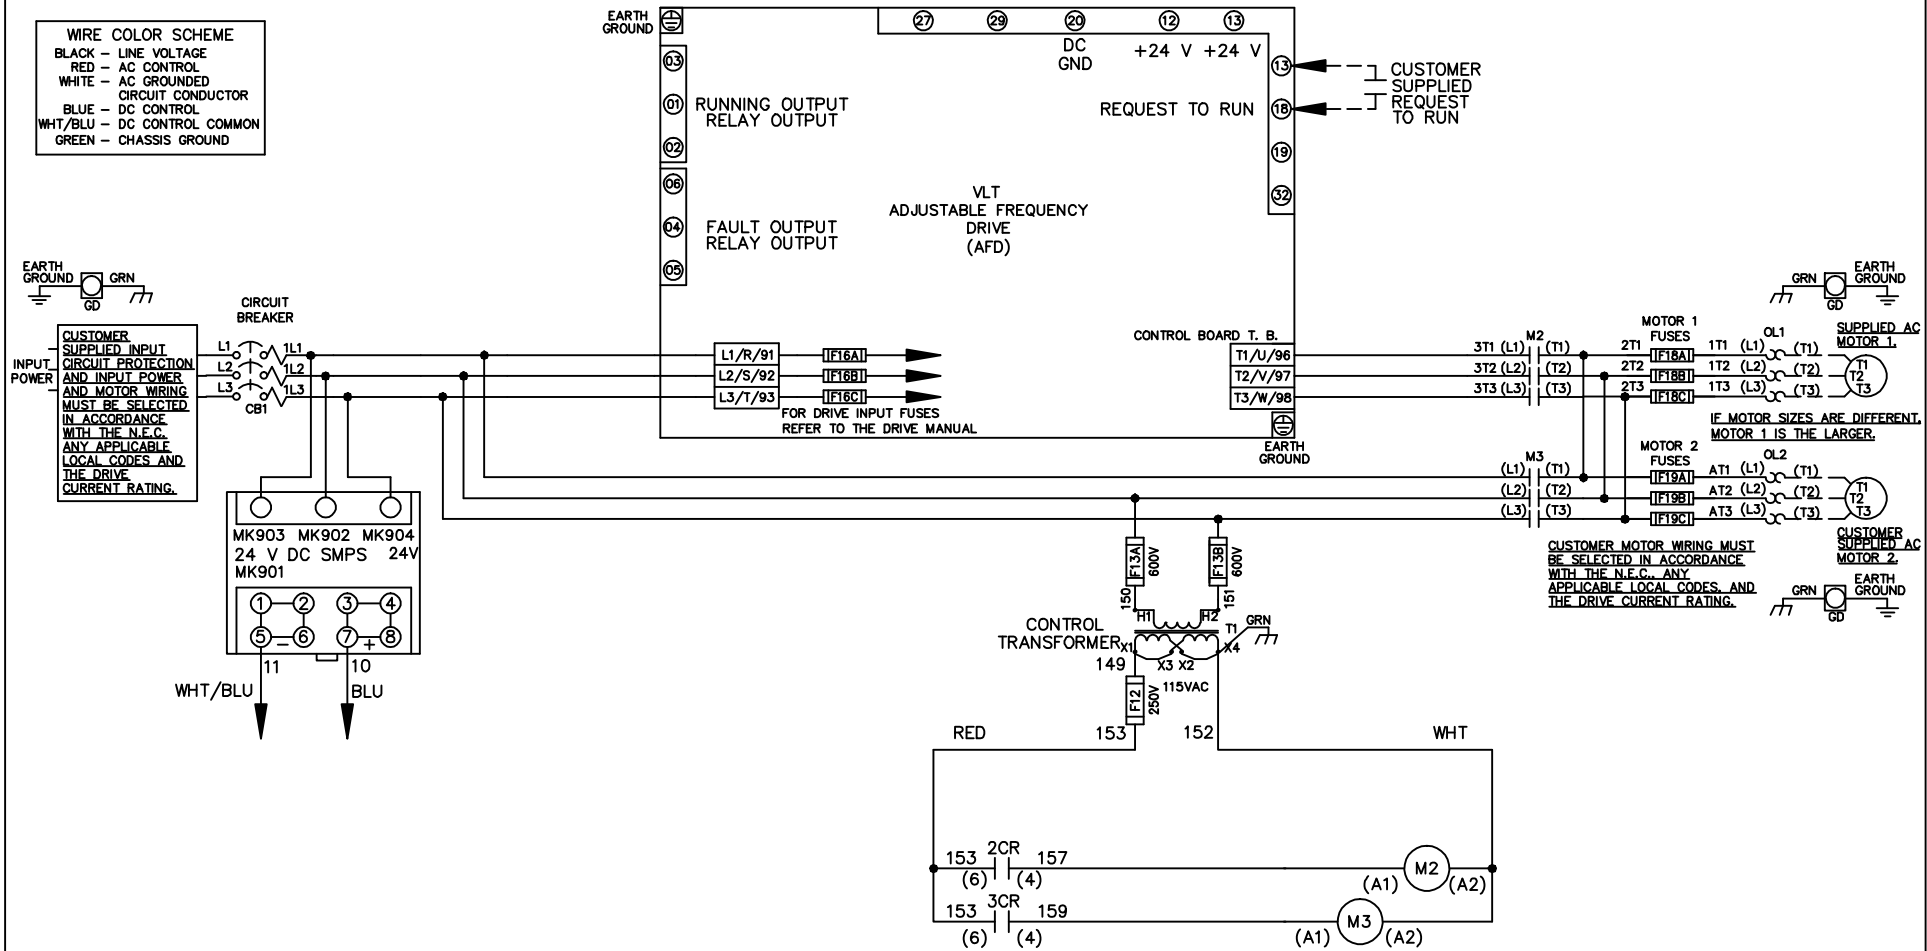 WIRE COLOR SCHEME
BLACK – LINE VOLTAGE
RED – AC CONTROL
WHITE – AC GROUNDED
CIRCUIT CONDUCTOR
BLUE – DC CONTROL
WHT/BLU – DC CONTROL COMMON
GREEN – CHASSIS GROUND
EARTH
GROUND
27
29
20
12
13
DC
GND
+24 V
+24 V
03
01
02
RUNNING OUTPUT
RELAY OUTPUT
06
04
05
FAULT OUTPUT
RELAY OUTPUT
VLT
ADJUSTABLE FREQUENCY
DRIVE
(AFD)
REQUEST TO RUN
13
18
19
32
CUSTOMER
SUPPLIED
REQUEST
TO RUN
EARTH
GROUND
GRN
GD
CIRCUIT
BREAKER
INPUT
POWER
CUSTOMER
SUPPLIED INPUT
CIRCUIT PROTECTION
AND INPUT POWER
AND MOTOR WIRING
MUST BE SELECTED
IN ACCORDANCE
WITH THE N.E.C.
ANY APPLICABLE
LOCAL CODES AND
THE DRIVE
CURRENT RATING.
L1
L2
L3
CB1
1L1
1L2
1L3
L1/R/91
L2/S/92
L3/T/93
F16A
F16B
F16C
FOR DRIVE INPUT FUSES
REFER TO THE DRIVE MANUAL
CONTROL BOARD T. B.
T1/U/96
T2/V/97
T3/W/98
EARTH
GROUND
M2
3T1 (L1) (T1)
3T2 (L2) (T2)
3T3 (L3) (T3)
MOTOR 1
FUSES
2T1
2T2
2T3
F18A
F18B
F18C
OL1
1T1 (L1) (T1)
1T2 (L2) (T2)
1T3 (L3) (T3)
T1
T2
T3
GRN
GD
EARTH
GROUND
SUPPLIED AC
MOTOR 1.
IF MOTOR SIZES ARE DIFFERENT,
MOTOR 1 IS THE LARGER.
M3
(L1) (T1)
(L2) (T2)
(L3) (T3)
MOTOR 2
FUSES
F19A
F19B
F19C
OL2
AT1 (L1) (T1)
AT2 (L2) (T2)
AT3 (L3) (T3)
T1
T2
T3
CUSTOMER
SUPPLIED AC
MOTOR 2.
CUSTOMER MOTOR WIRING MUST
BE SELECTED IN ACCORDANCE
WITH THE N.E.C., ANY
APPLICABLE LOCAL CODES, AND
THE DRIVE CURRENT RATING.
GRN
GD
EARTH
GROUND
MK903 MK902 MK904
24 V DC SMPS 24V
MK901
1 2 3 4
5 – 6 7 + 8
11
10
WHT/BLU
BLU
F13A
600V
F13B
600V
150
151
H1
H2
CONTROL
TRANSFORMER
T1
GRN
X1
X3 X2
X4
149
115VAC
F12
250V
153
152
RED
WHT
153 2CR 157
(6) (4)
M2
(A1) (A2)
153 3CR 159
(6) (4)
M3
(A1) (A2)